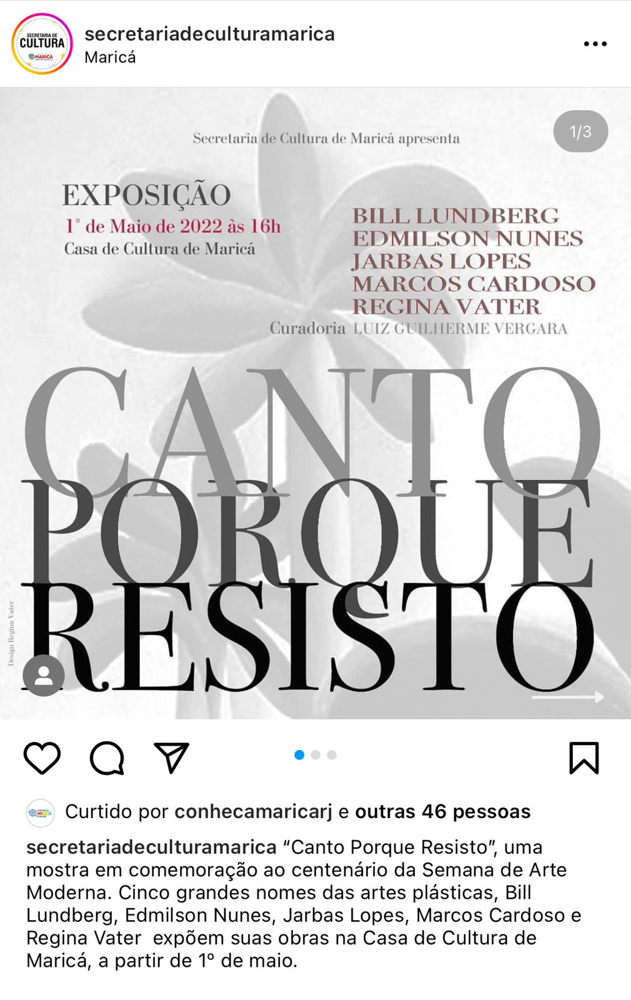 SECRETARIA DE
CULTURA
MARICÁ
secretariadeculturamarica
Maricá
1/3
Secretaria de Cultura de Maricá apresenta
EXPOSIÇÃO
1° de Maio de 2022 às 16h
Casa de Cultura de Maricá
BILL LUNDBERG
EDMILSON NUNES
JARBAS LOPES
MARCOS CARDOSO
REGINA VATER
Curadoria LUIZ GUILHERME VERGARA
CANTO
PORQUE
RESISTO
Design Regina Vater
Curtido por conhecamaricarj e outras 46 pessoas
secretariadeculturamarica “Canto Porque Resisto”, uma
mostra em comemoração ao centenário da Semana de Arte
Moderna. Cinco grandes nomes das artes plásticas, Bill
Lundberg, Edmilson Nunes, Jarbas Lopes, Marcos Cardoso e
Regina Vater  expõem suas obras na Casa de Cultura de
Maricá, a partir de 1º de maio.